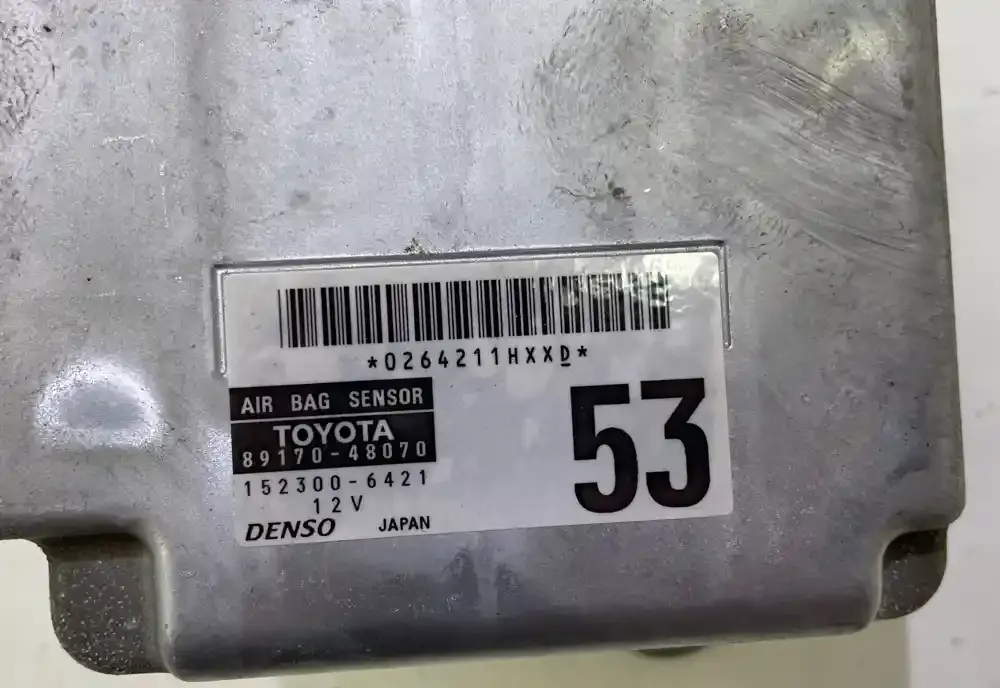 *0264211HXXD*
AIR BAG SENSOR
TOYOTA
89170-48070
152300-6421
12V
DENSO JAPAN
53